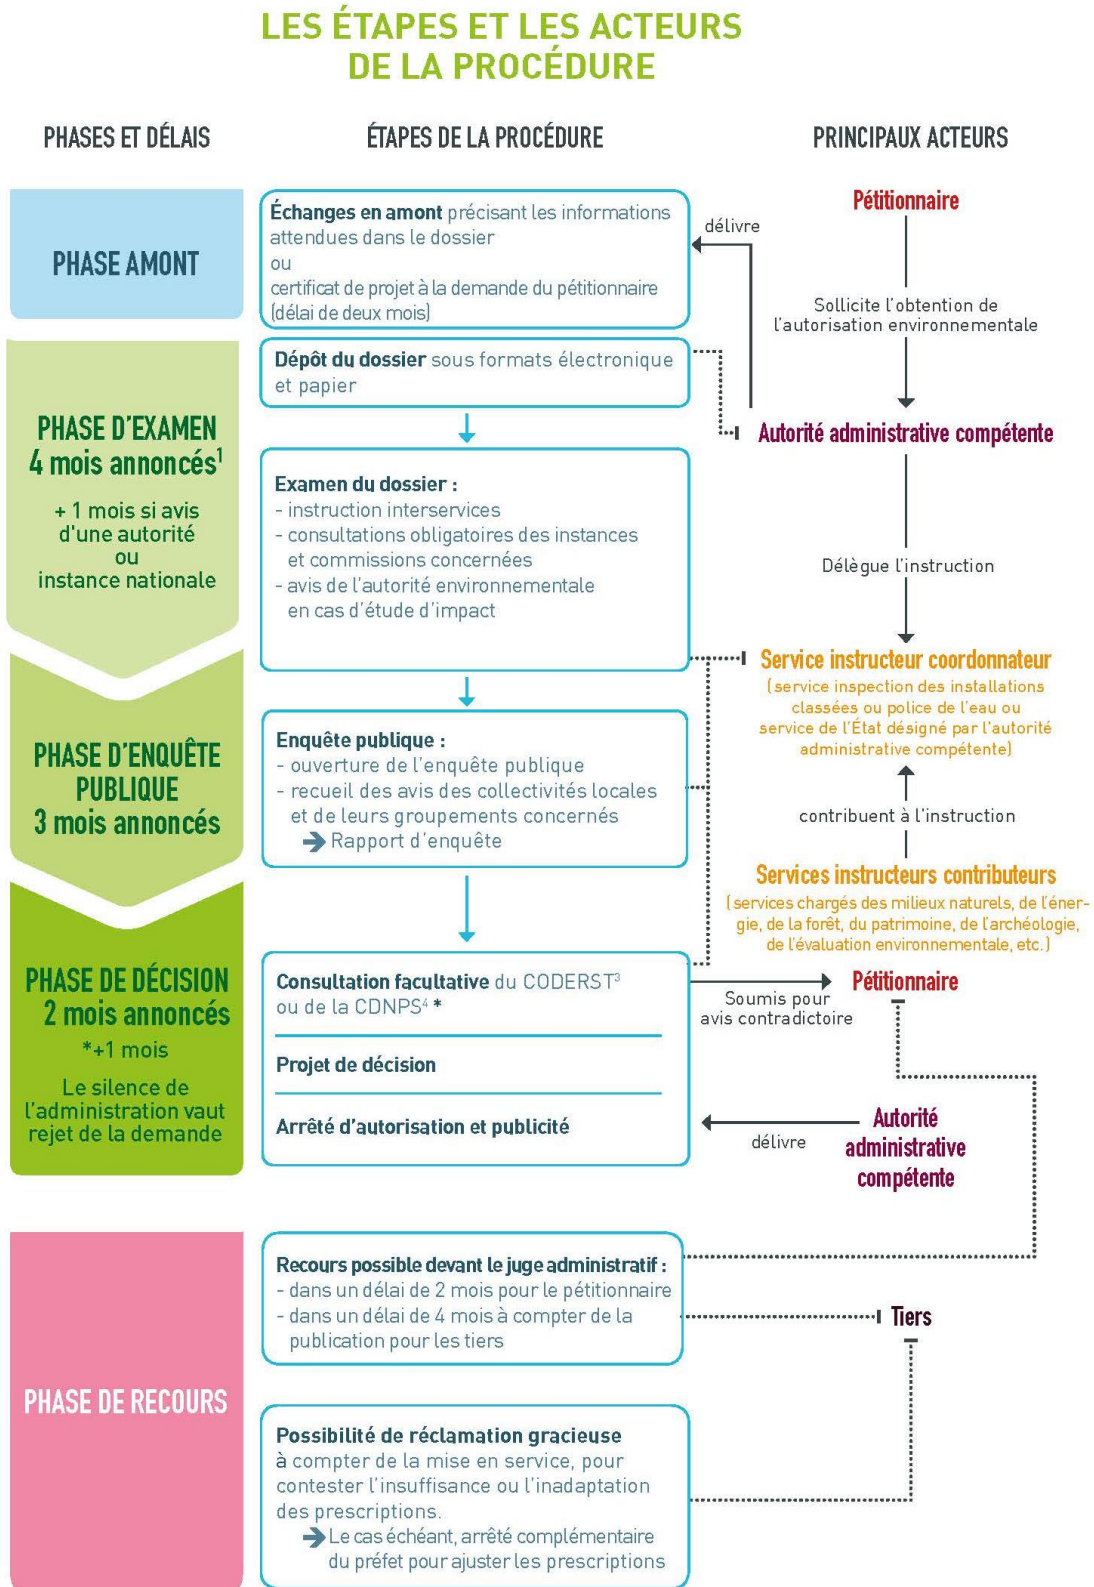 LES ÉTAPES ET LES ACTEURS
DE LA PROCÉDURE
PHASES ET DÉLAIS
ÉTAPES DE LA PROCÉDURE
PRINCIPAUX ACTEURS
PHASE AMONT
Échanges en amont précisant les informations
attendues dans le dossier
ou
certificat de projet à la demande du pétitionnaire
(délai de deux mois)
délivre
Pétitionnaire
Sollicite l'obtention de
l'autorisation environnementale
PHASE D'EXAMEN
4 mois annoncés¹
+ 1 mois si avis
d'une autorité
ou
instance nationale
Dépôt du dossier sous formats électronique
et papier
Autorité administrative compétente
Examen du dossier :
- instruction interservices
- consultations obligatoires des instances
et commissions concernées
- avis de l'autorité environnementale
en cas d'étude d'impact
Délègue l'instruction
Service instructeur coordonnateur
(service inspection des installations
classées ou police de l'eau ou
service de l'État désigné par l'autorité
administrative compétente)
PHASE D'ENQUÊTE
PUBLIQUE
3 mois annoncés
Enquête publique :
- ouverture de l'enquête publique
- recueil des avis des collectivités locales
et de leurs groupements concernés
➔ Rapport d'enquête
contribuent à l'instruction
Services instructeurs contributeurs
(services chargés des milieux naturels, de l'éner-
gie, de la forêt, du patrimoine, de l'archéologie,
de l'évaluation environnementale, etc.)
PHASE DE DÉCISION
2 mois annoncés
*+1 mois
Le silence de
l'administration vaut
rejet de la demande
Consultation facultative du CODERST³
ou de la CDNPS⁴ *
Projet de décision
Arrêté d'autorisation et publicité
Soumis pour
avis contradictoire
Pétitionnaire
délivre
Autorité
administrative
compétente
PHASE DE RECOURS
Recours possible devant le juge administratif :
- dans un délai de 2 mois pour le pétitionnaire
- dans un délai de 4 mois à compter de la
publication pour les tiers
Tiers
Possibilité de réclamation gracieuse
à compter de la mise en service, pour
contester l'insuffisance ou l'inadaptation
des prescriptions.
➔ Le cas échéant, arrêté complémentaire
du préfet pour ajuster les prescriptions